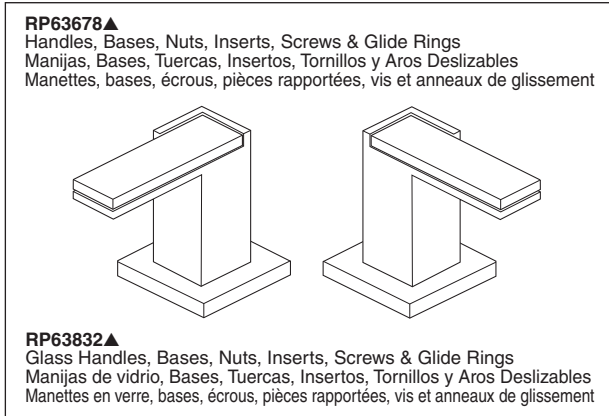 RP63678▲
Handles, Bases, Nuts, Inserts, Screws & Glide Rings
Manijas, Bases, Tuercas, Insertos, Tornillos y Aros Deslizables
Manettes, bases, écrous, pièces rapportées, vis et anneaux de glissement
RP63832▲
Glass Handles, Bases, Nuts, Inserts, Screws & Glide Rings
Manijas de vidrio, Bases, Tuercas, Insertos, Tornillos y Aros Deslizables
Manettes en verre, bases, écrous, pièces rapportées, vis et anneaux de glissement